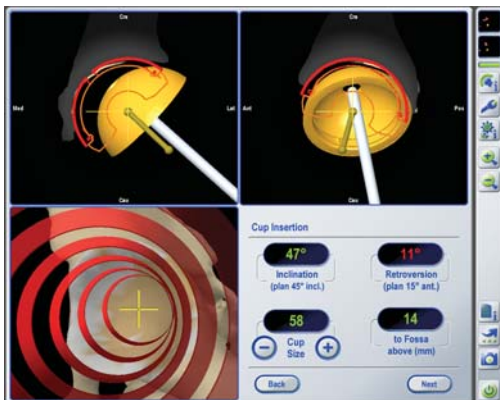 Cra
Cra
Med
Lat
Ant
Pos
Cau
Cau
Cup Insertion
47°
11°
Inclination
(plan 45° incl.)
Retroversion
(plan 15° ant.)
58
14
Cup
Size
to Fossa
above (mm)
Back
Next